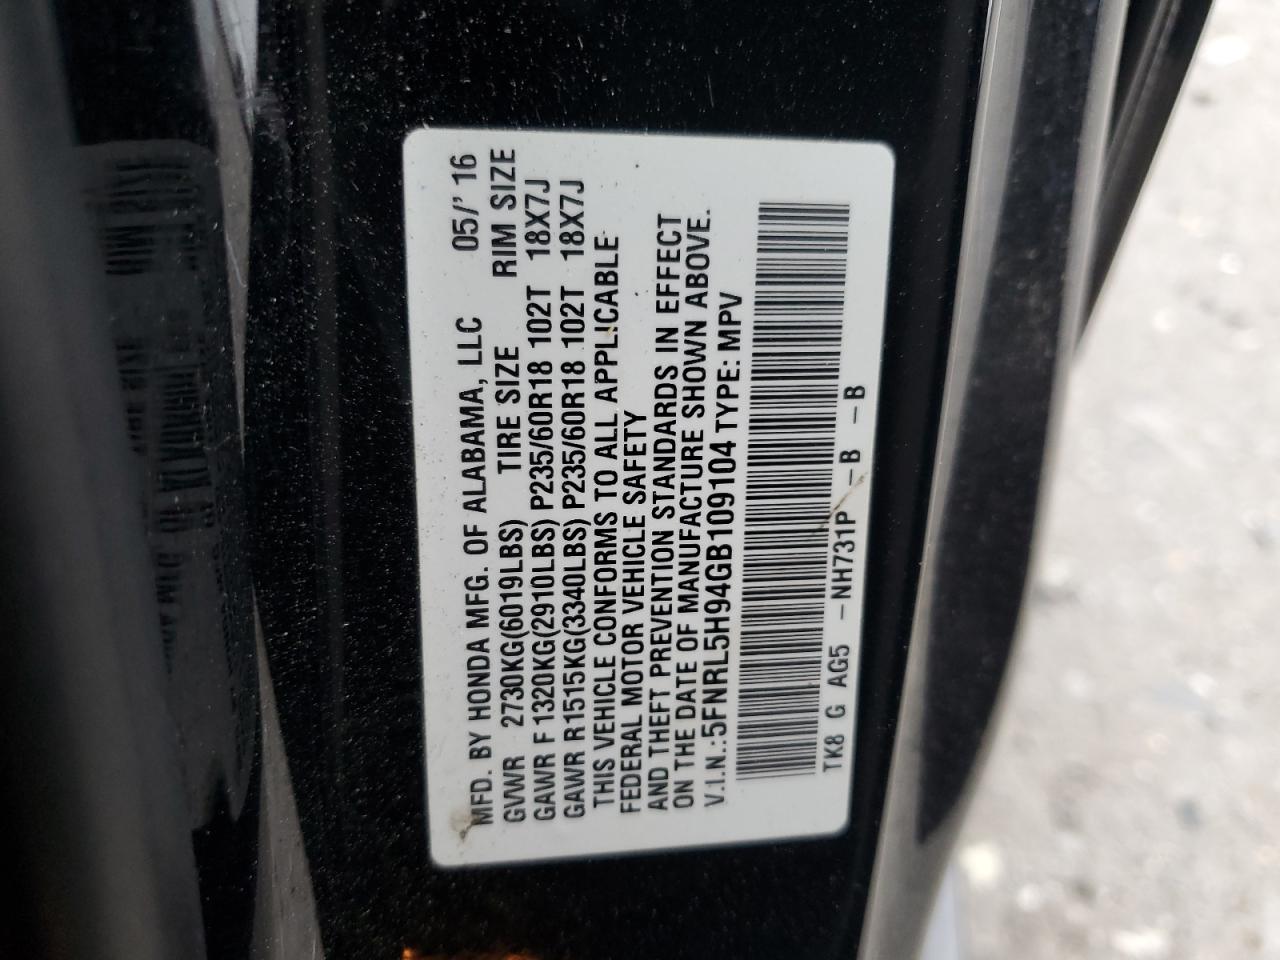 MFD. BY HONDA MFG. OF ALABAMA, LLC 05/' 16
GVWR 2730KG(6019LBS) TIRE SIZE RIM SIZE
GAWR F 1320KG(2910LBS) P235/60R18 102T 18X7J
GAWR R 1515KG(3340LBS) P235/60R18 102T 18X7J
THIS VEHICLE CONFORMS TO ALL APPLICABLE
FEDERAL MOTOR VEHICLE SAFETY
AND THEFT PREVENTION STANDARDS IN EFFECT
ON THE DATE OF MANUFACTURE SHOWN ABOVE.
V.I.N.:5FNRL5H94GB109104 TYPE: MPV
TK8 G AG5 -NH731P -B -B